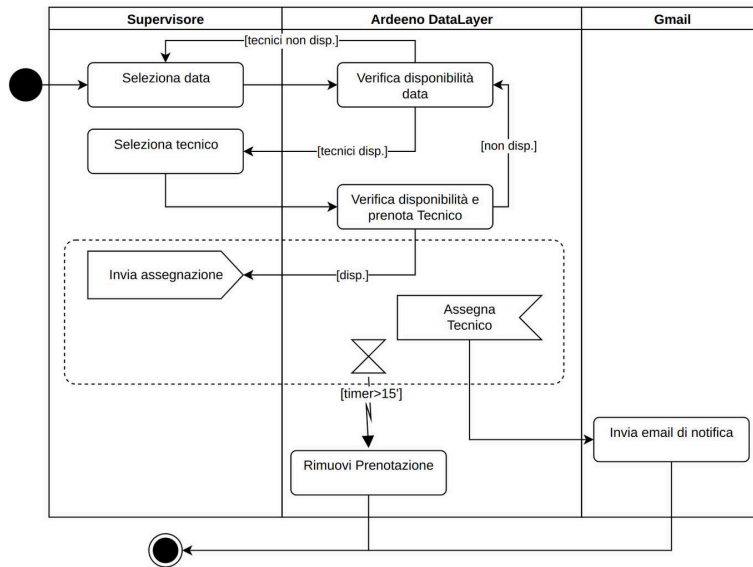 Supervisore
Ardeeno DataLayer
Gmail
[tecnici non disp.]
Seleziona data
Verifica disponibilità
data
Seleziona tecnico
[tecnici disp.]
[non disp.]
Verifica disponibilità e
prenota Tecnico
Invia assegnazione
[disp.]
Assegna
Tecnico
[timer>15']
Invia email di notifica
Rimuovi Prenotazione